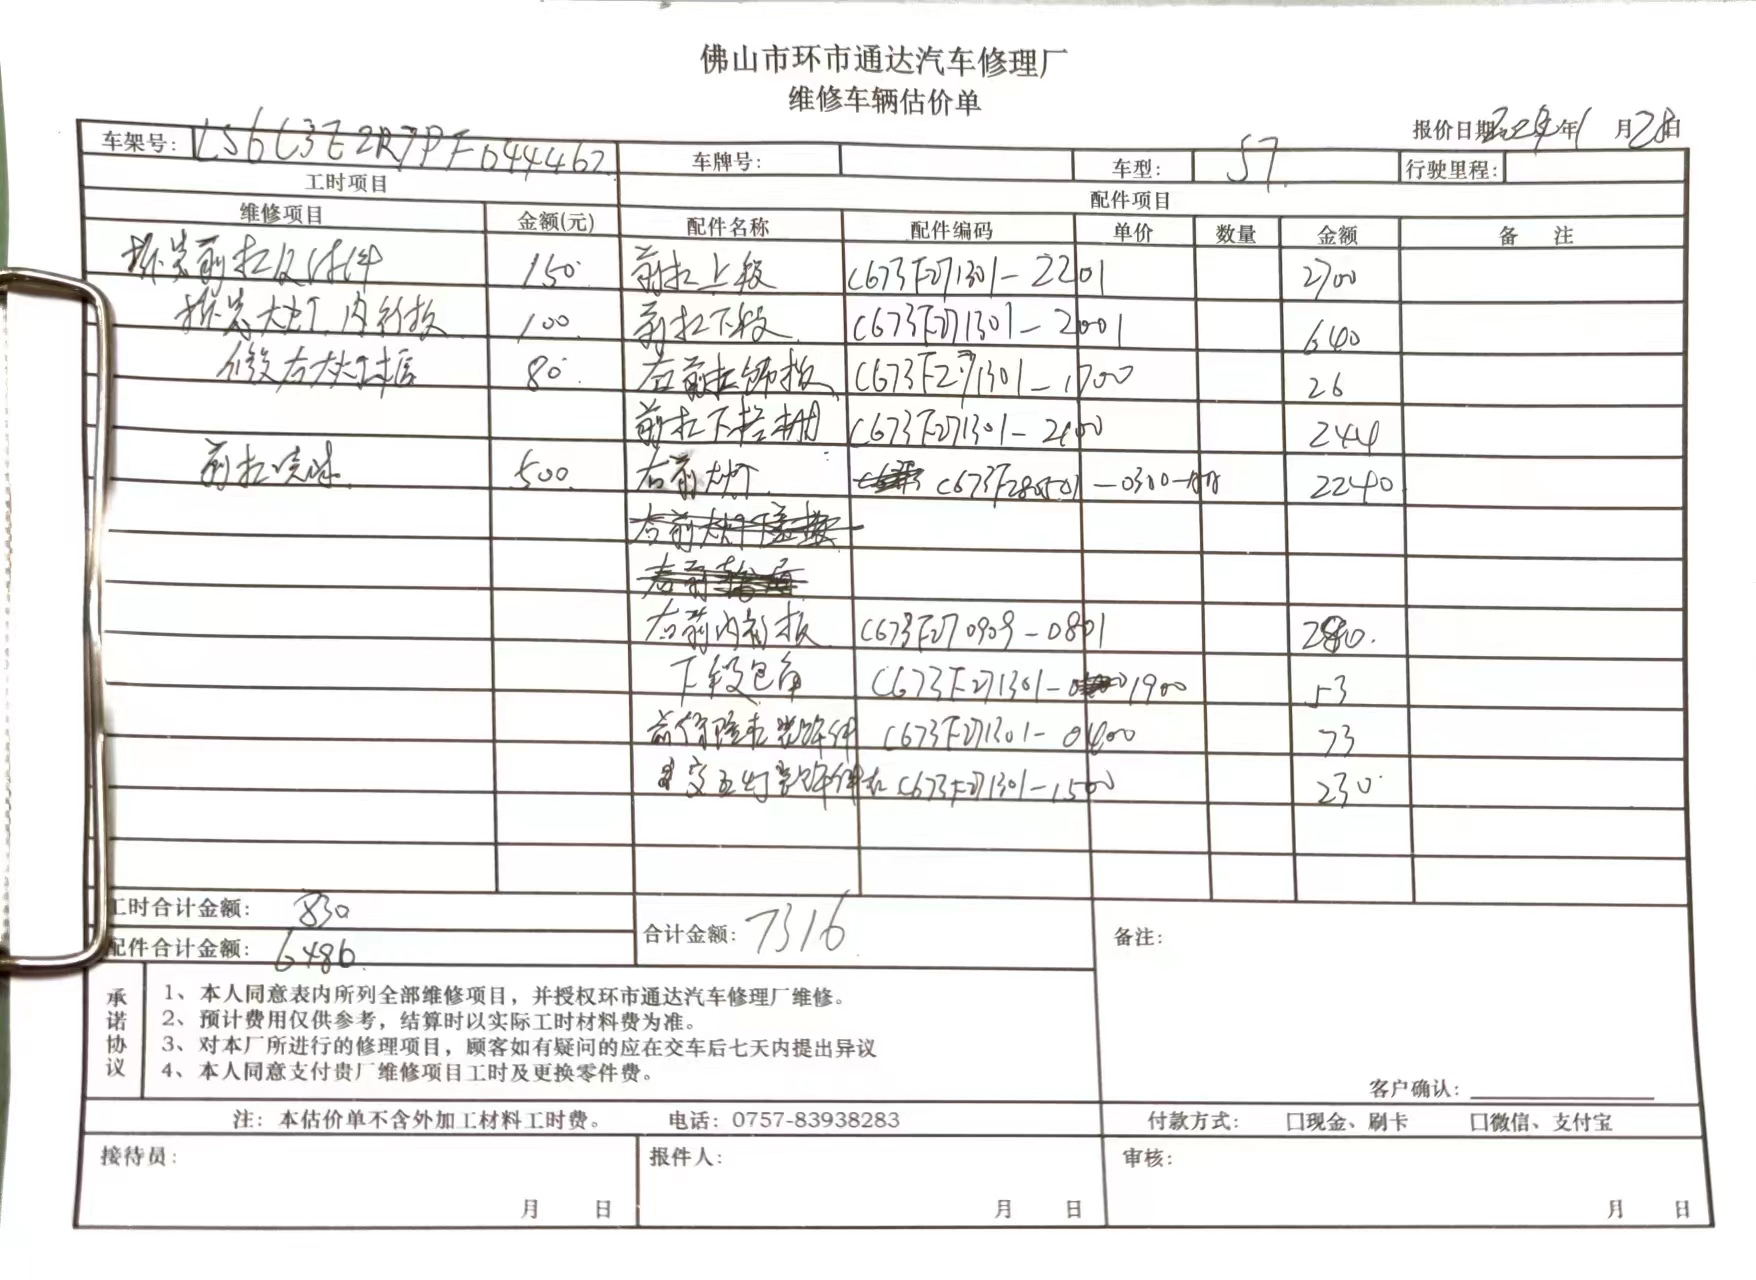 佛山市环市通达汽车修理厂
维修车辆估价单
报价日期:2024年1月28日
车架号: LS6C3E2R7PF644462 车牌号: 车型: S7 行驶里程:
工时项目 配件项目
维修项目 金额(元) 配件名称 配件编码 单价 数量 金额 备 注
拆装前杠及附件 150 前杠上段 C673F271301-2201 2700
拆装大灯、内衬板 100 前杠下段 C673F271301-2001 640
修复右大灯框 80 右前杠饰板 C673F271301-1700 26
前杠下格栅 C673F271301-2100 244
前杠喷漆 500 右前大灯 C673F280501-0300-AA 2240
右前内衬板 C673F270909-0801 280
下段包角 C673F271301-1900 53
前保险杠装饰件 C673F271301-0400 73
交互灯装饰件右 C673F271301-1500 230
工时合计金额: 830
配件合计金额: 6486
合计金额: 7316
备注:
承诺协议
1、本人同意表内所列全部维修项目,并授权环市通达汽车修理厂维修。
2、预计费用仅供参考,结算时以实际工时材料费为准。
3、对本厂所进行的修理项目,顾客如有疑问的应在交车后七天内提出异议
4、本人同意支付贵厂维修项目工时及更换零件费。
客户确认:
注: 本估价单不含外加工材料工时费。 电话: 0757-83938283 付款方式: 口现金、刷卡 口微信、支付宝
接待员: 报件人: 审核:
月 日 月 日 月 日